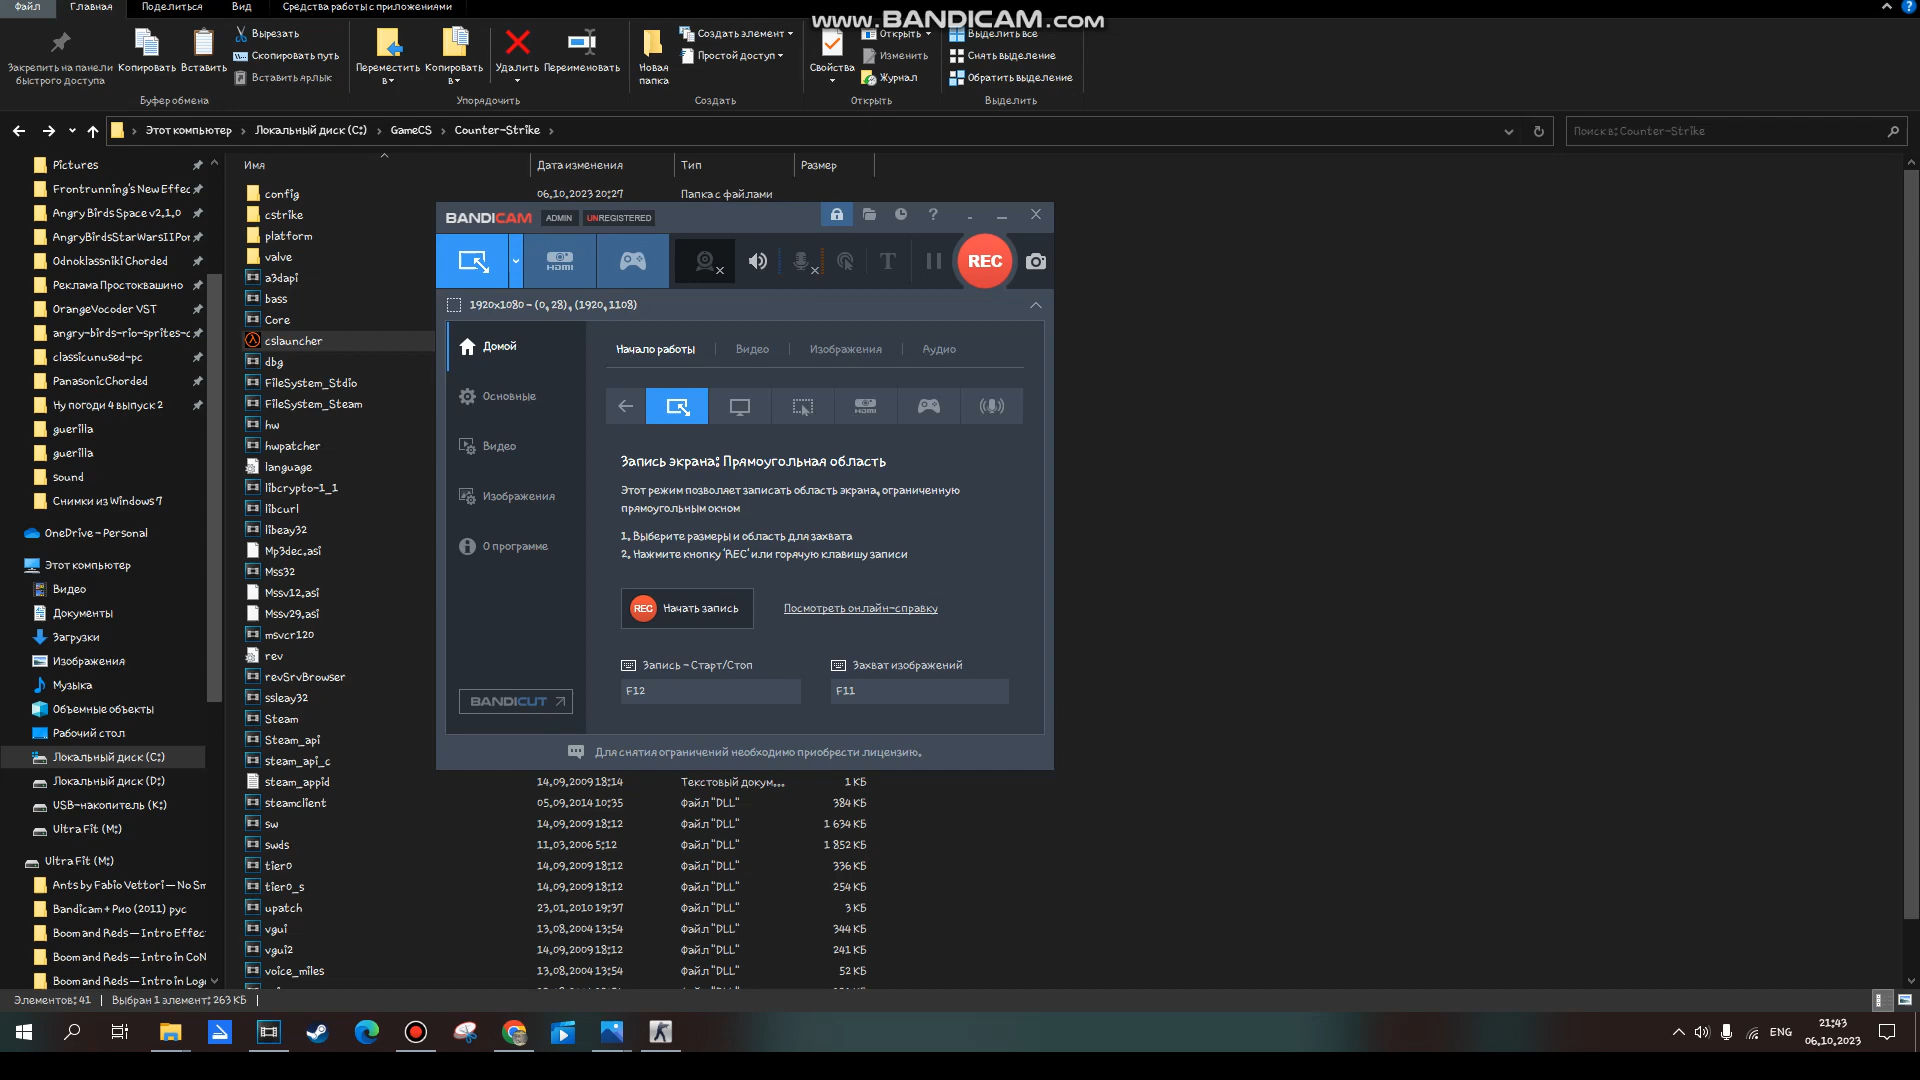 Файл
Главная
Поделиться
Вид
Средства работы с приложениями
www.BANDICAM.com
Закрепить на панели
быстрого доступа
Копировать
Вставить
Вырезать
Скопировать путь
Вставить ярлык
Буфер обмена
Переместить
в
Копировать
в
Удалить
Переименовать
Упорядочить
Новая
папка
Создать элемент
Простой доступ
Создать
Свойства
Открыть
Изменить
Журнал
Открыть
Выделить все
Снять выделение
Обратить выделение
Выделить
Этот компьютер
Локальный диск (C:)
GameCS
Counter-Strike
Поиск в: Counter-Strike
Pictures
Frontrunning's New Effec
Angry Birds Space v2.1.0
AngryBirdsStarWarsIIPor
Odnoklassniki Chorded
Реклама Простоквашино
OrangeVocoder VST
angry-birds-rio-sprites-c
classicunused-pc
PanasonicChorded
Ну погоди 4 выпуск 2
guerilla
guerilla
sound
Снимки из Windows 7
OneDrive - Personal
Этот компьютер
Видео
Документы
Загрузки
Изображения
Музыка
Объемные объекты
Рабочий стол
Локальный диск (C:)
Локальный диск (D:)
USB-накопитель (K:)
Ultra Fit (M:)
Ultra Fit (M:)
Ants by Fabio Vettori — No Sm
Bandicam + Рио (2011) рус
Boom and Reds — Intro Effec
Boom and Reds — Intro in CoN
Boom and Reds — Intro in Log
Имя
Дата изменения
Тип
Размер
config
06.10.2023 20:27
Папка с файлами
cstrike
platform
valve
a3dapi
bass
Core
cslauncher
dbg
FileSystem_Stdio
FileSystem_Steam
hw
hwpatcher
language
libcrypto-1_1
libcurl
libeay32
Mp3dec.asi
Mss32
Mssv12.asi
Mssv29.asi
msvcr120
rev
revSrvBrowser
ssleay32
Steam
Steam_api
steam_api_c
steam_appid 14.09.2009 18:14 Текстовый докум... 1 КБ
steamclient 05.09.2014 10:35 Файл "DLL" 384 КБ
sw 14.09.2009 18:12 Файл "DLL" 1 634 КБ
swds 11.03.2006 5:12 Файл "DLL" 1 852 КБ
tier0 14.09.2009 18:12 Файл "DLL" 336 КБ
tier0_s 14.09.2009 18:12 Файл "DLL" 254 КБ
upatch 23.01.2010 19:37 Файл "DLL" 3 КБ
vgui 13.08.2004 13:54 Файл "DLL" 344 КБ
vgui2 14.09.2009 18:12 Файл "DLL" 241 КБ
voice_miles 13.08.2004 13:54 Файл "DLL" 52 КБ
BANDICAM
ADMIN
UNREGISTERED
HDMI
T
REC
1920x1080 - (0, 28), (1920, 1108)
Домой
Основные
Видео
Изображения
О программе
BANDICUT
Начало работы
Видео
Изображения
Аудио
HDMI
Запись экрана: Прямоугольная область
Этот режим позволяет записать область экрана, ограниченную
прямоугольным окном
1. Выберите размеры и область для захвата
2. Нажмите кнопку 'REC' или горячую клавишу записи
REC Начать запись
Посмотреть онлайн-справку
Запись - Старт/Стоп
F12
Захват изображений
F11
Для снятия ограничений необходимо приобрести лицензию.
Элементов: 41
Выбран 1 элемент: 263 КБ
ENG
21:43
06.10.2023